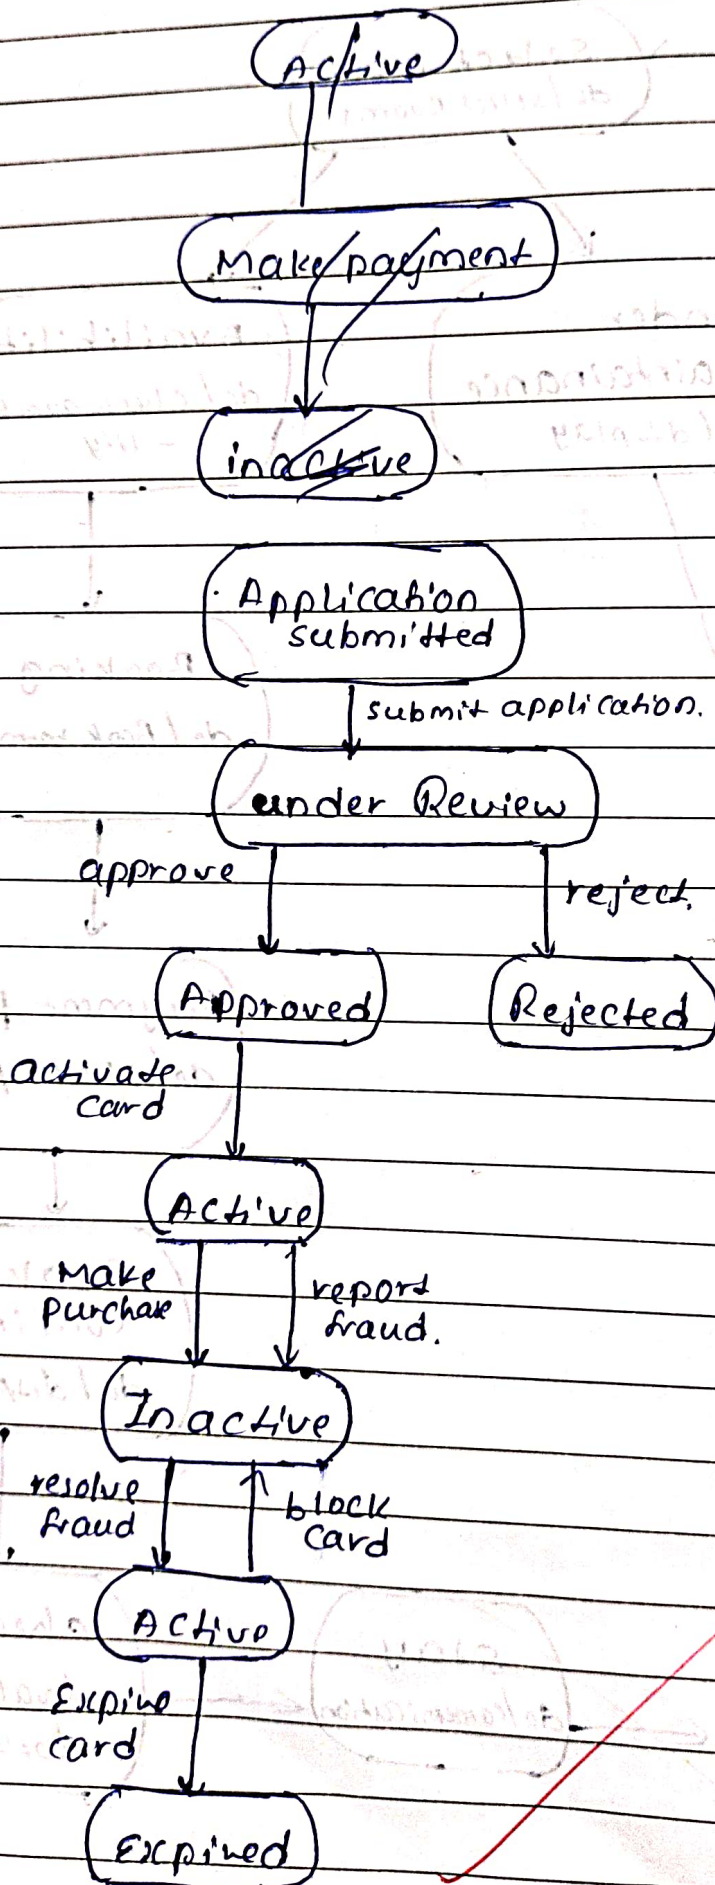 Active
Make payment
inactive
Application
submitted
submit application.
under Review
approve
reject.
Approved
Rejected
activate.
card
Active
Make
purchase
report
fraud.
Inactive
resolve
fraud
block
card
Active
Expire
card
Expired